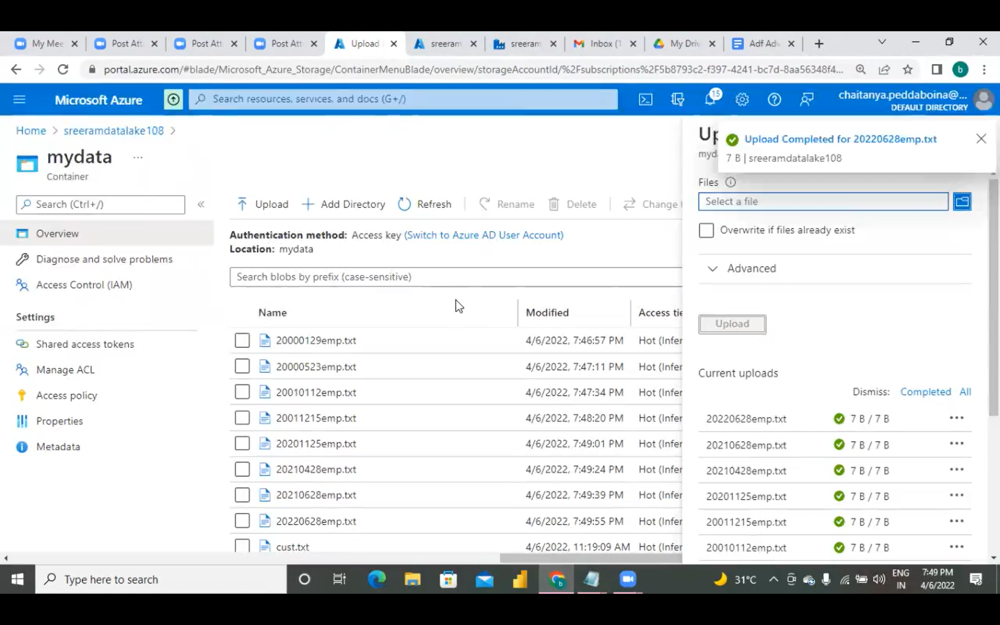 My Mee
Post Att
Post Att
Post Att
Upload
sreeram
sreeram
Inbox (1
My Driv
Adf Adv
portal.azure.com/#blade/Microsoft_Azure_Storage/ContainerMenuBlade/overview/storageAccountId/%2Fsubscriptions%2F5b8793c2-f397-4241-bc7d-8aa56348f4...
b
Microsoft Azure
Search resources, services, and docs (G+/)
15
chaitanya.peddaboina@...
DEFAULT DIRECTORY
Home > sreeramdatalake108 >
mydata ...
Container
Search (Ctrl+/)
«
Overview
Diagnose and solve problems
Access Control (IAM)
Settings
Shared access tokens
Manage ACL
Access policy
Properties
Metadata
Upload
Add Directory
Refresh
Rename
Delete
Change
Authentication method: Access key (Switch to Azure AD User Account)
Location: mydata
Search blobs by prefix (case-sensitive)
Name Modified Access tie
20000129emp.txt 4/6/2022, 7:46:57 PM Hot (Infer
20000523emp.txt 4/6/2022, 7:47:11 PM Hot (Infer
20010112emp.txt 4/6/2022, 7:47:34 PM Hot (Infer
20011215emp.txt 4/6/2022, 7:48:20 PM Hot (Infer
20201125emp.txt 4/6/2022, 7:49:01 PM Hot (Infer
20210428emp.txt 4/6/2022, 7:49:24 PM Hot (Infer
20210628emp.txt 4/6/2022, 7:49:39 PM Hot (Infer
20220628emp.txt 4/6/2022, 7:49:55 PM Hot (Infer
cust.txt 4/6/2022, 11:19:09 AM Hot (Infer
Up
myd
Upload Completed for 20220628emp.txt
7 B | sreeramdatalake108
Files
Select a file
Overwrite if files already exist
Advanced
Upload
Current uploads
Dismiss: Completed All
20220628emp.txt 7 B / 7 B
20210628emp.txt 7 B / 7 B
20210428emp.txt 7 B / 7 B
20201125emp.txt 7 B / 7 B
20011215emp.txt 7 B / 7 B
20010112emp.txt 7 B / 7 B
Type here to search
31°C
ENG
IN
7:49 PM
4/6/2022